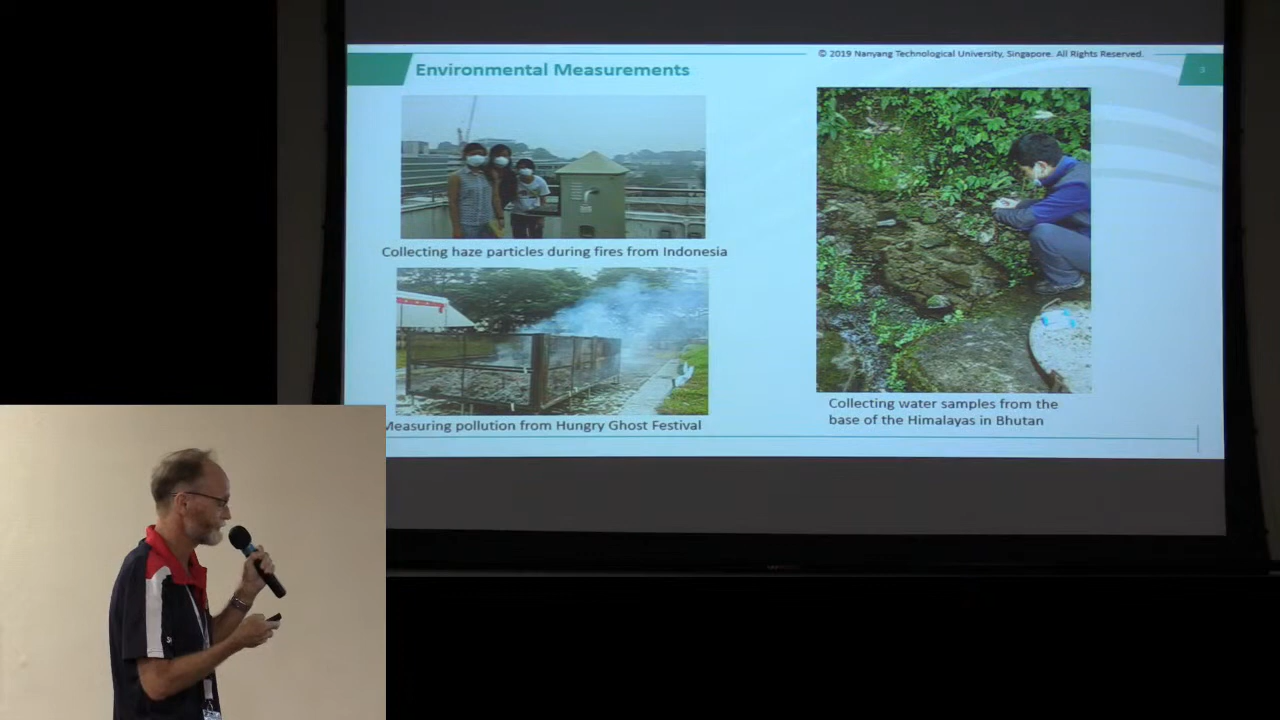 © 2019 Nanyang Technological University, Singapore. All Rights Reserved.
Environmental Measurements
3
Collecting haze particles during fires from Indonesia
Measuring pollution from Hungry Ghost Festival
Collecting water samples from the
base of the Himalayas in Bhutan